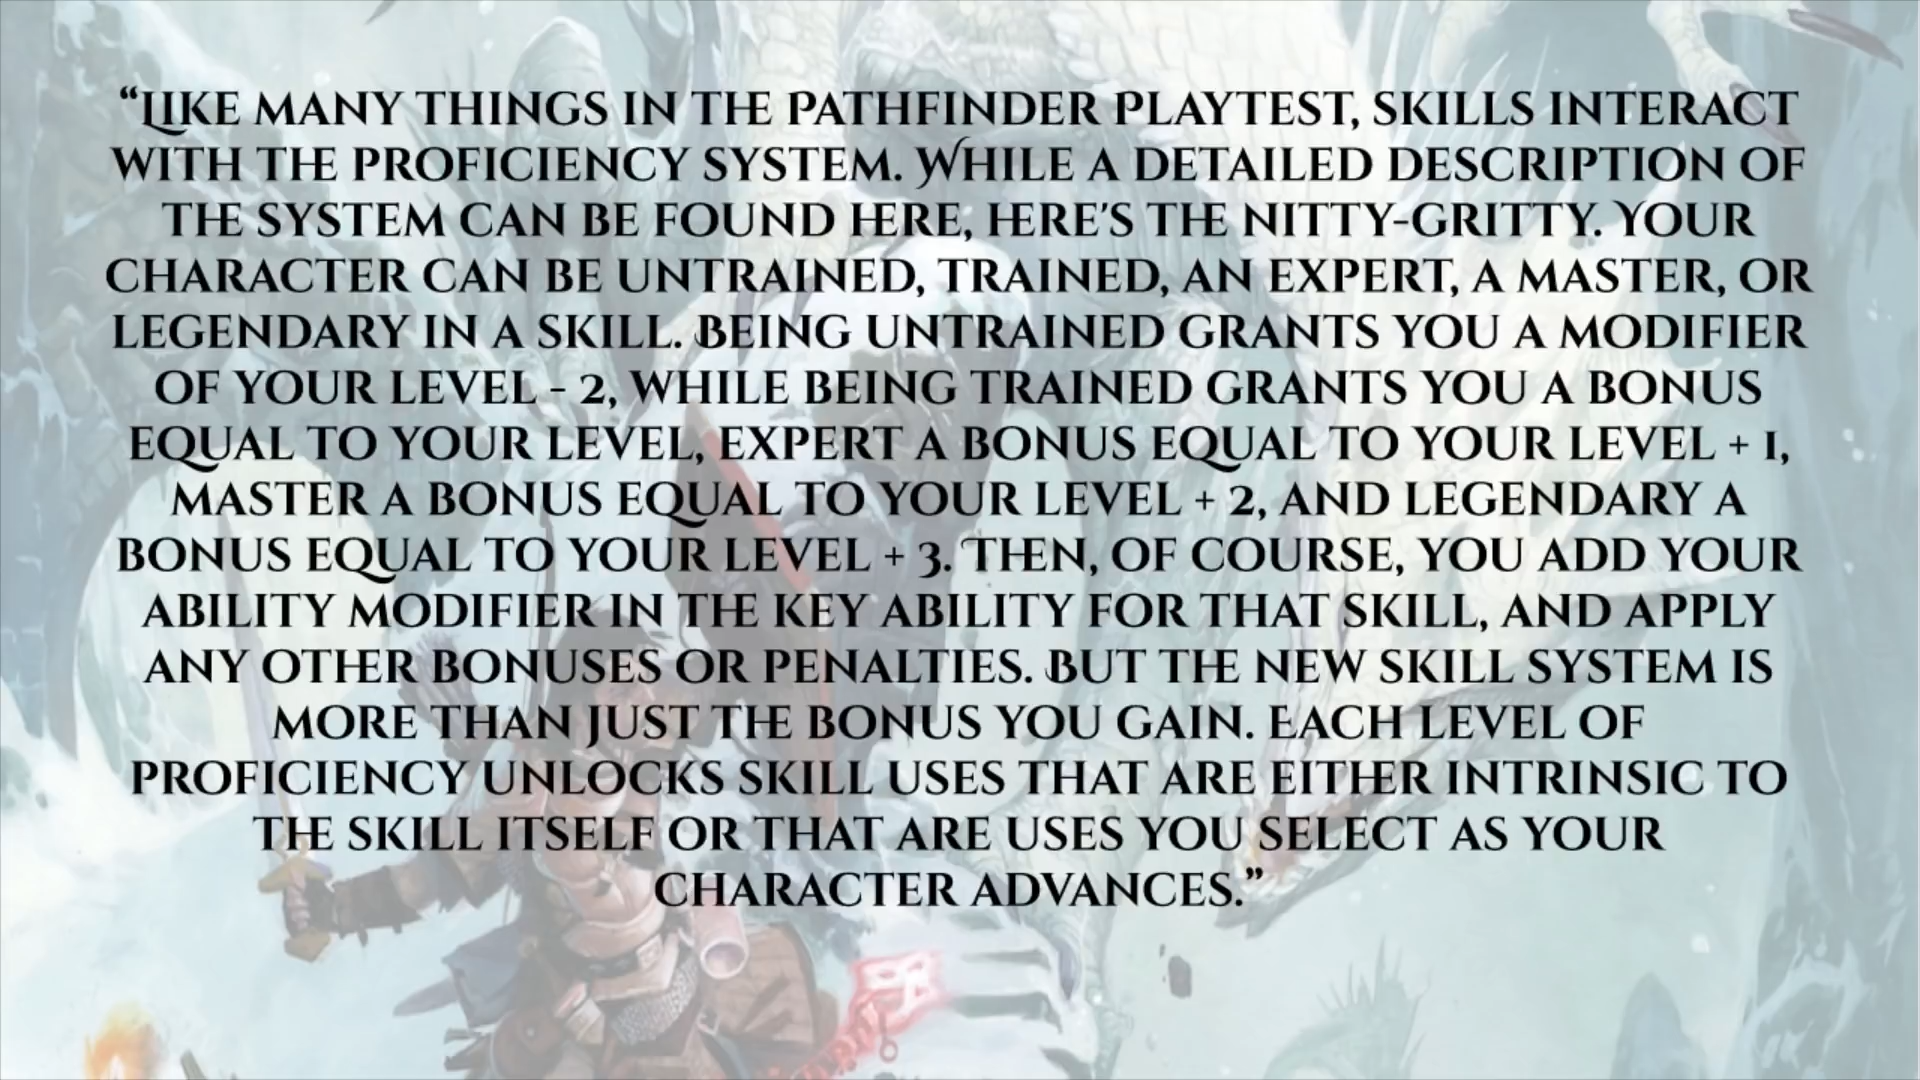 “Like many things in the Pathfinder Playtest, skills interact
with the proficiency system. While a detailed description of
the system can be found here, here's the nitty-gritty. Your
character can be untrained, trained, an expert, a master, or
legendary in a skill. Being untrained grants you a modifier
of your level - 2, while being trained grants you a bonus
equal to your level, expert a bonus equal to your level + 1,
master a bonus equal to your level + 2, and legendary a
bonus equal to your level + 3. Then, of course, you add your
ability modifier in the key ability for that skill, and apply
any other bonuses or penalties. But the new skill system is
more than just the bonus you gain. Each level of
proficiency unlocks skill uses that are either intrinsic to
the skill itself or that are uses you select as your
character advances.”